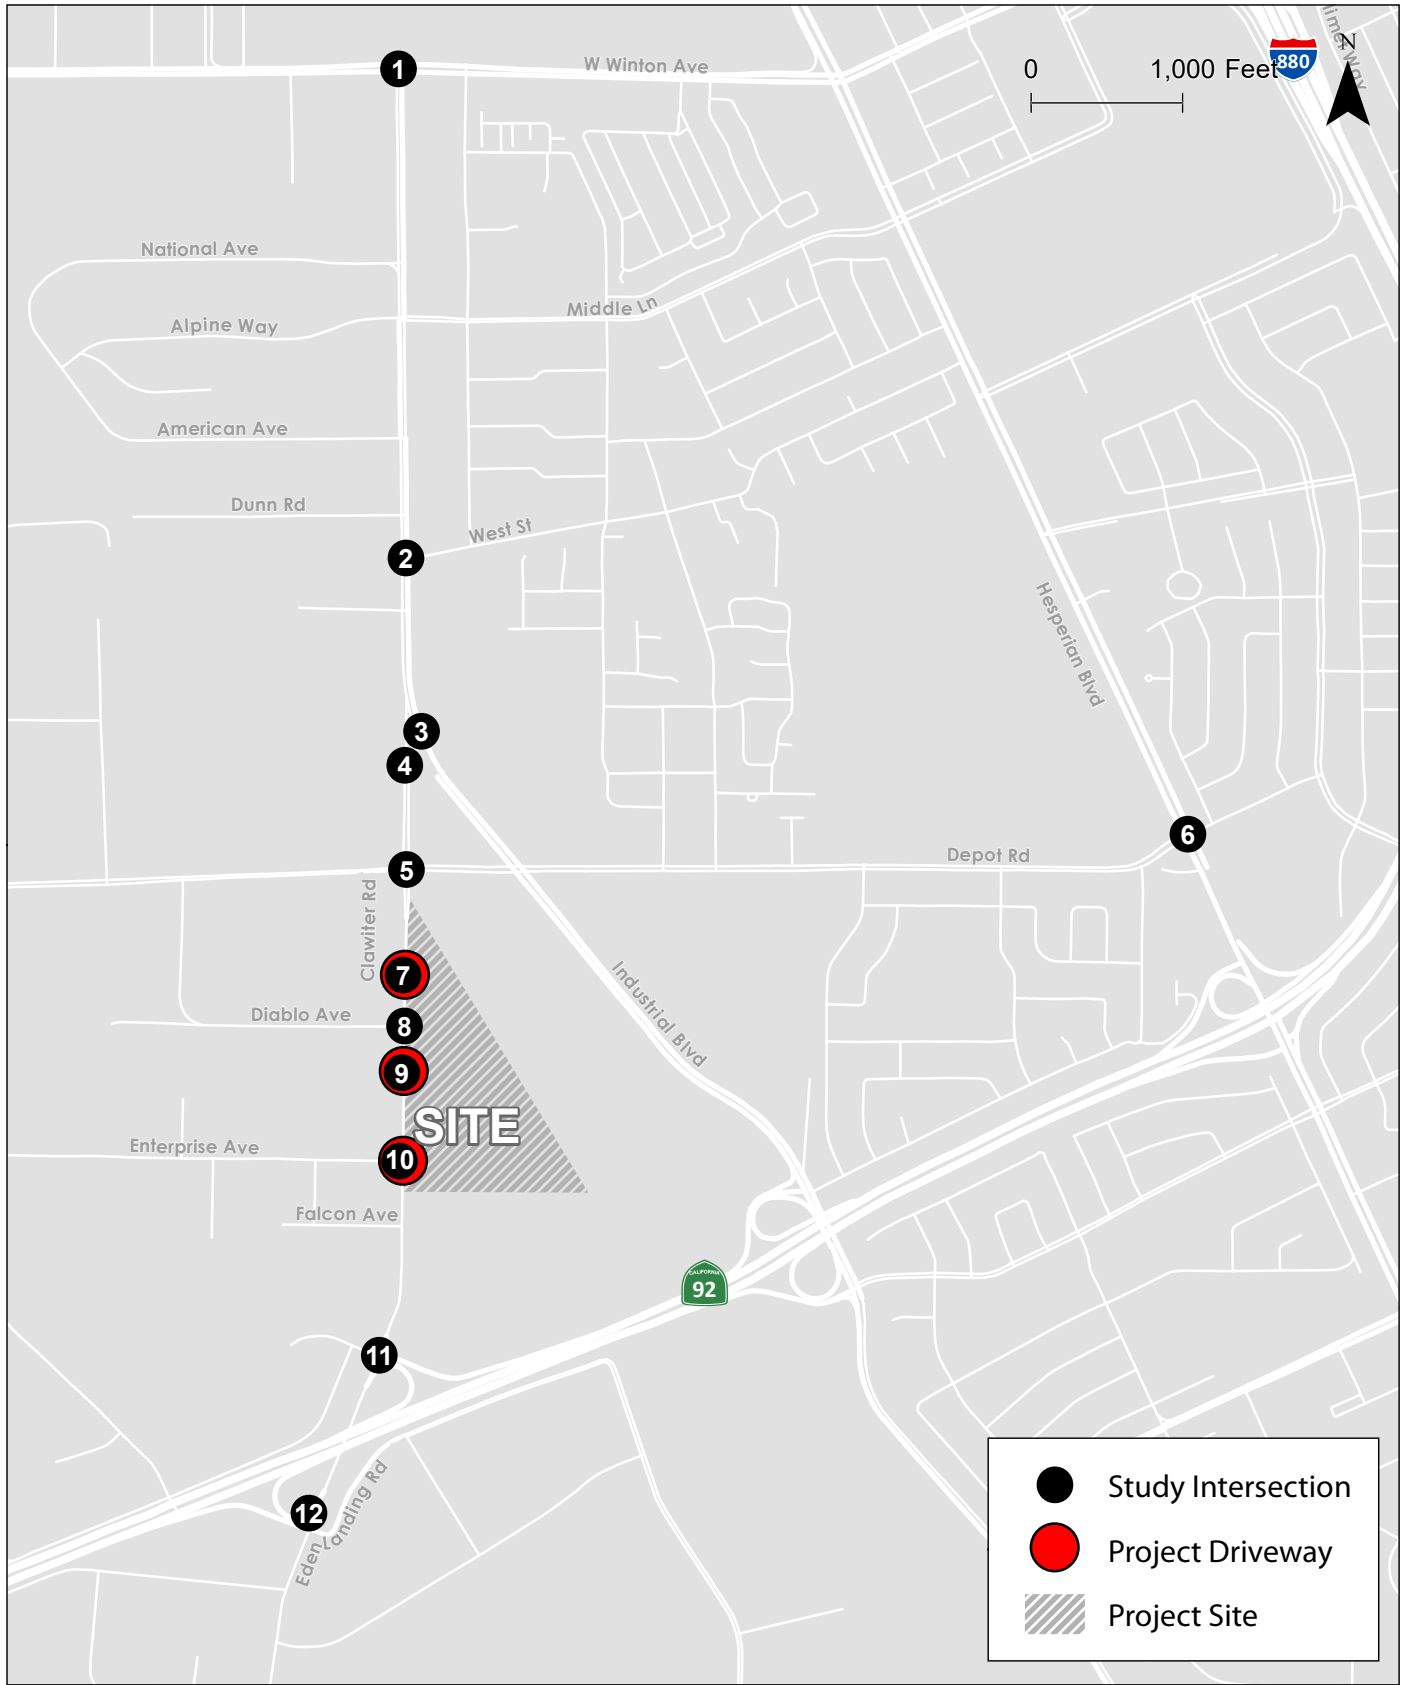 1
W Winton Ave
0
1,000 Feet
880
N
National Ave
Alpine Way
Middle Ln
American Ave
Dunn Rd
West St
2
Hesperian Blvd
3
4
5
6
Depot Rd
Clawiter Rd
7
Industrial Blvd
Diablo Ave
8
9
SITE
Enterprise Ave
10
Falcon Ave
CALIFORNIA
92
11
12
Eden Landing Rd
Study Intersection
Project Driveway
Project Site